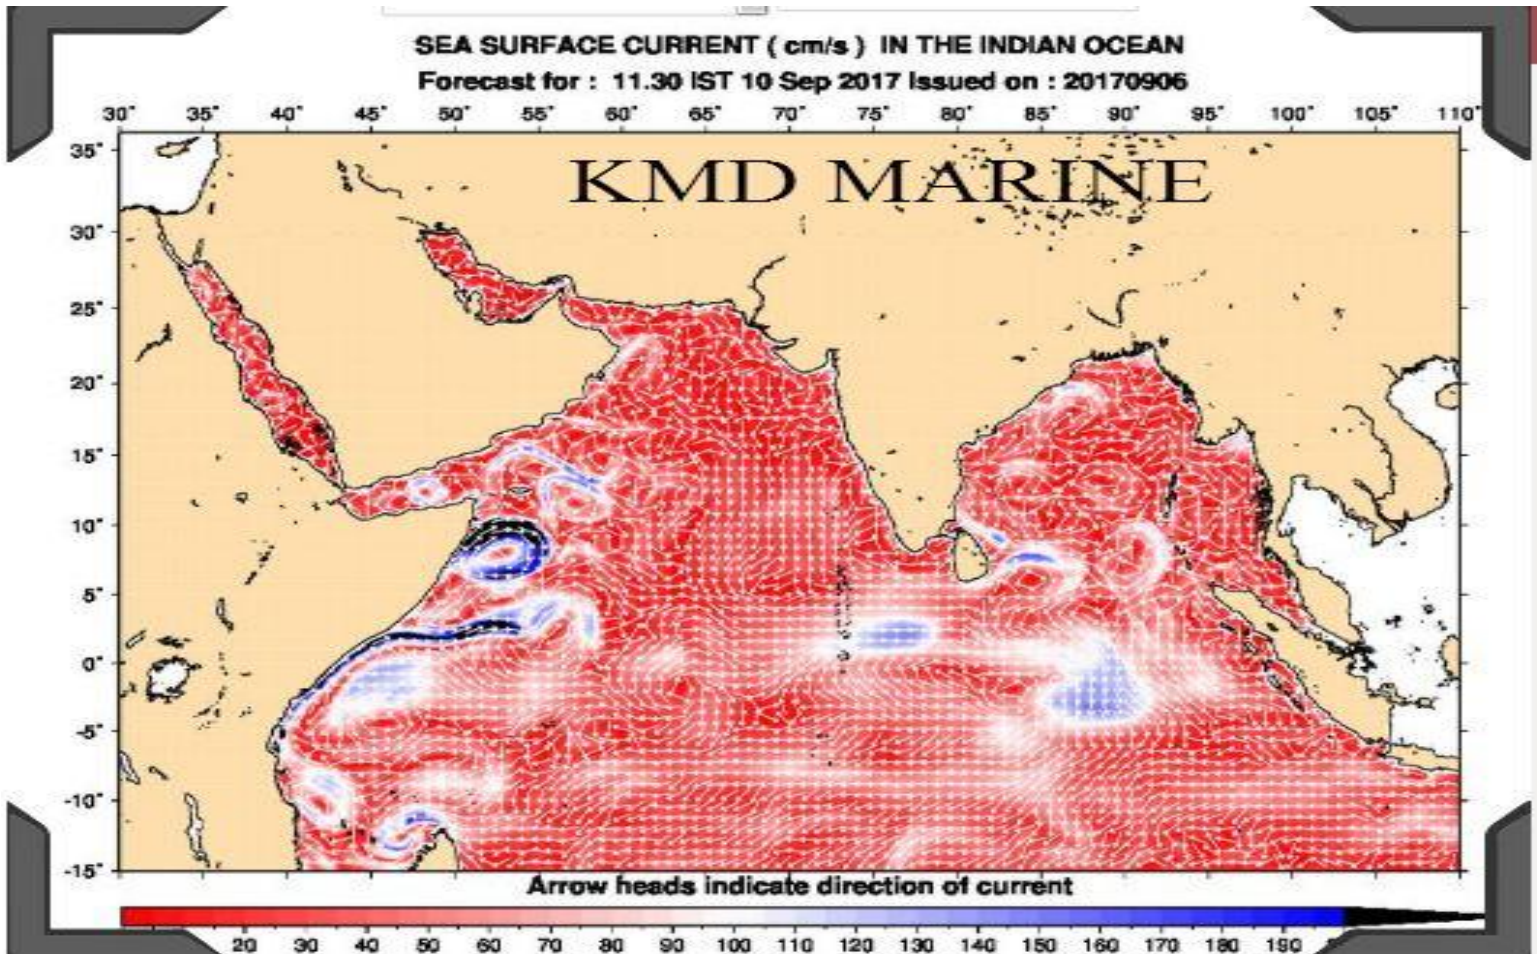 SEA SURFACE CURRENT ( cm/s ) IN THE INDIAN OCEAN
Forecast for : 11.30 IST 10 Sep 2017 Issued on : 20170906
30° 35° 40° 45° 50° 55° 60° 65° 70° 75° 80° 85° 90° 95° 100° 105° 110°
KMD MARINE
35°
30°
25°
20°
15°
10°
5°
0°
-5°
-10°
-15°
Arrow heads indicate direction of current
20 30 40 50 60 70 80 90 100 110 120 130 140 150 160 170 180 190